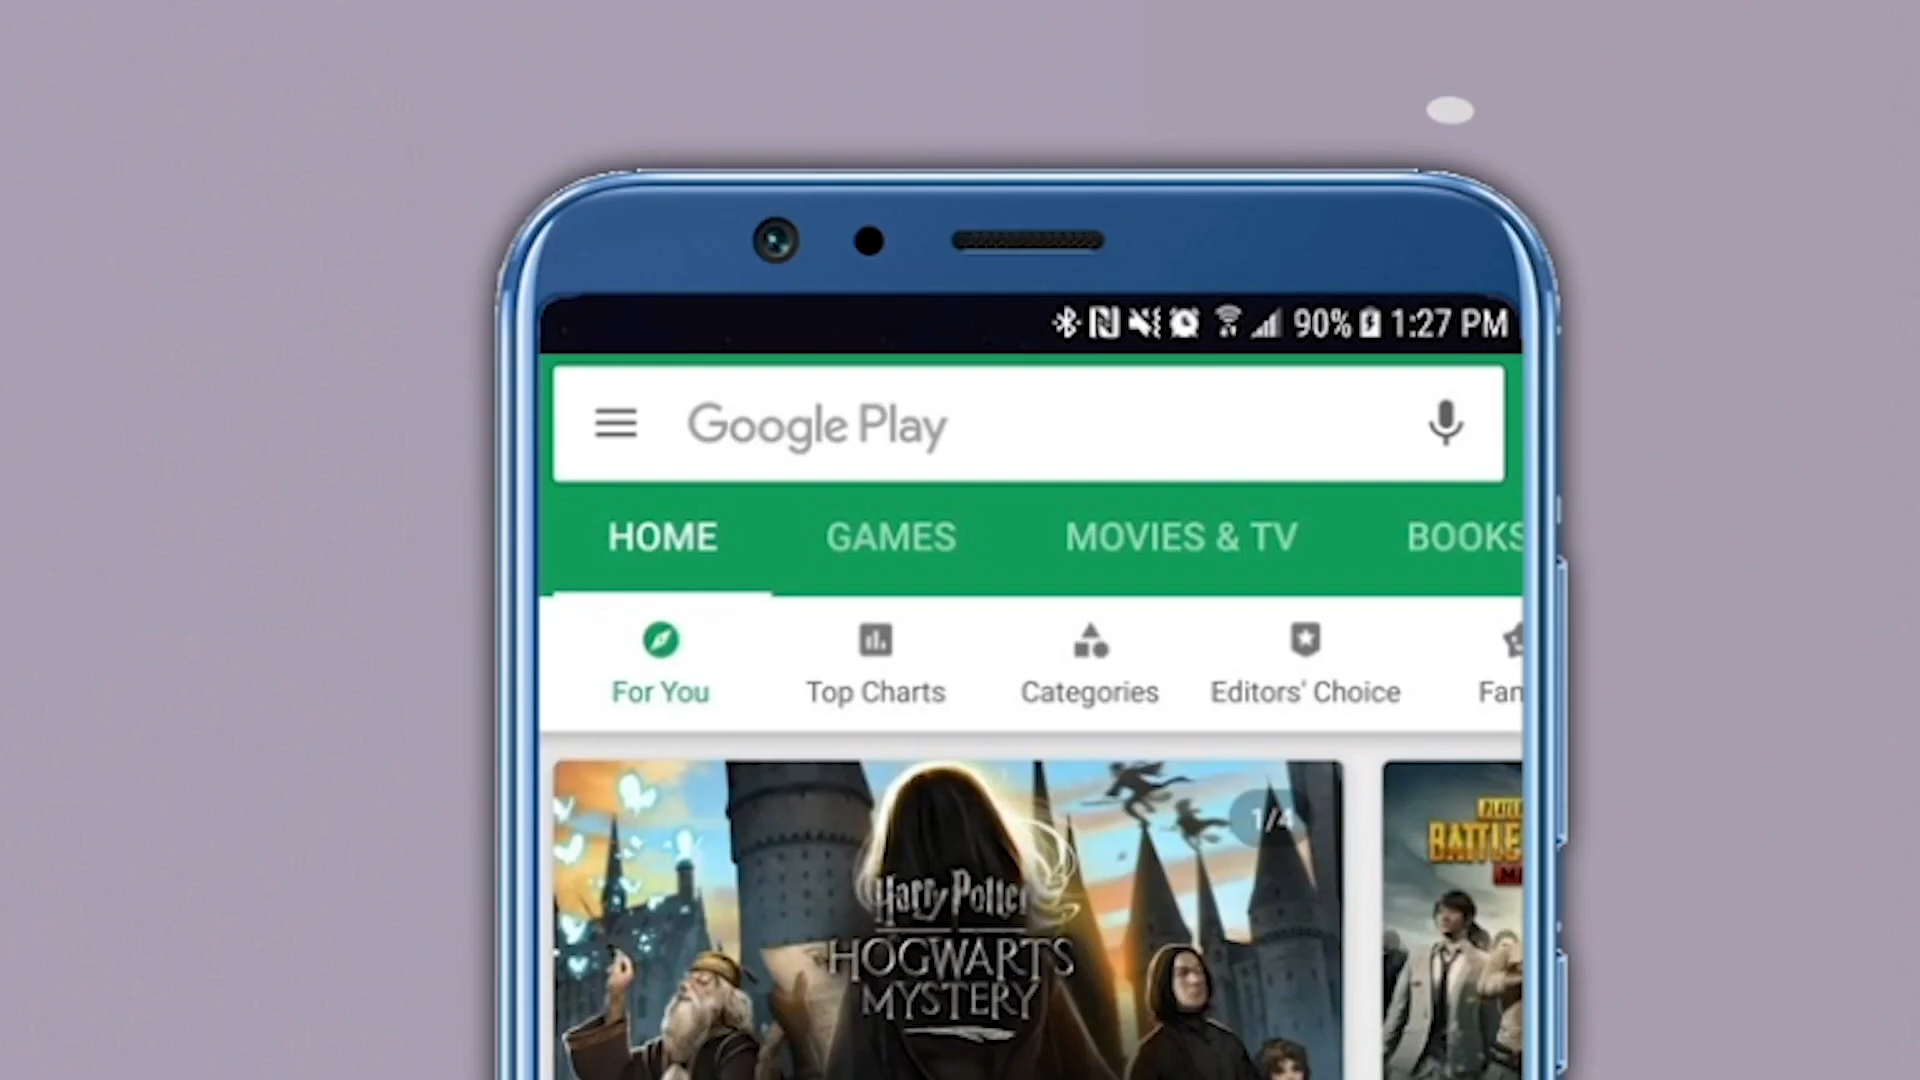 90% 1:27 PM
Google Play
HOME GAMES MOVIES & TV BOOKS
For You Top Charts Categories Editors' Choice Fan
1/4
Harry Potter
HOGWARTS
MYSTERY
BATTLE